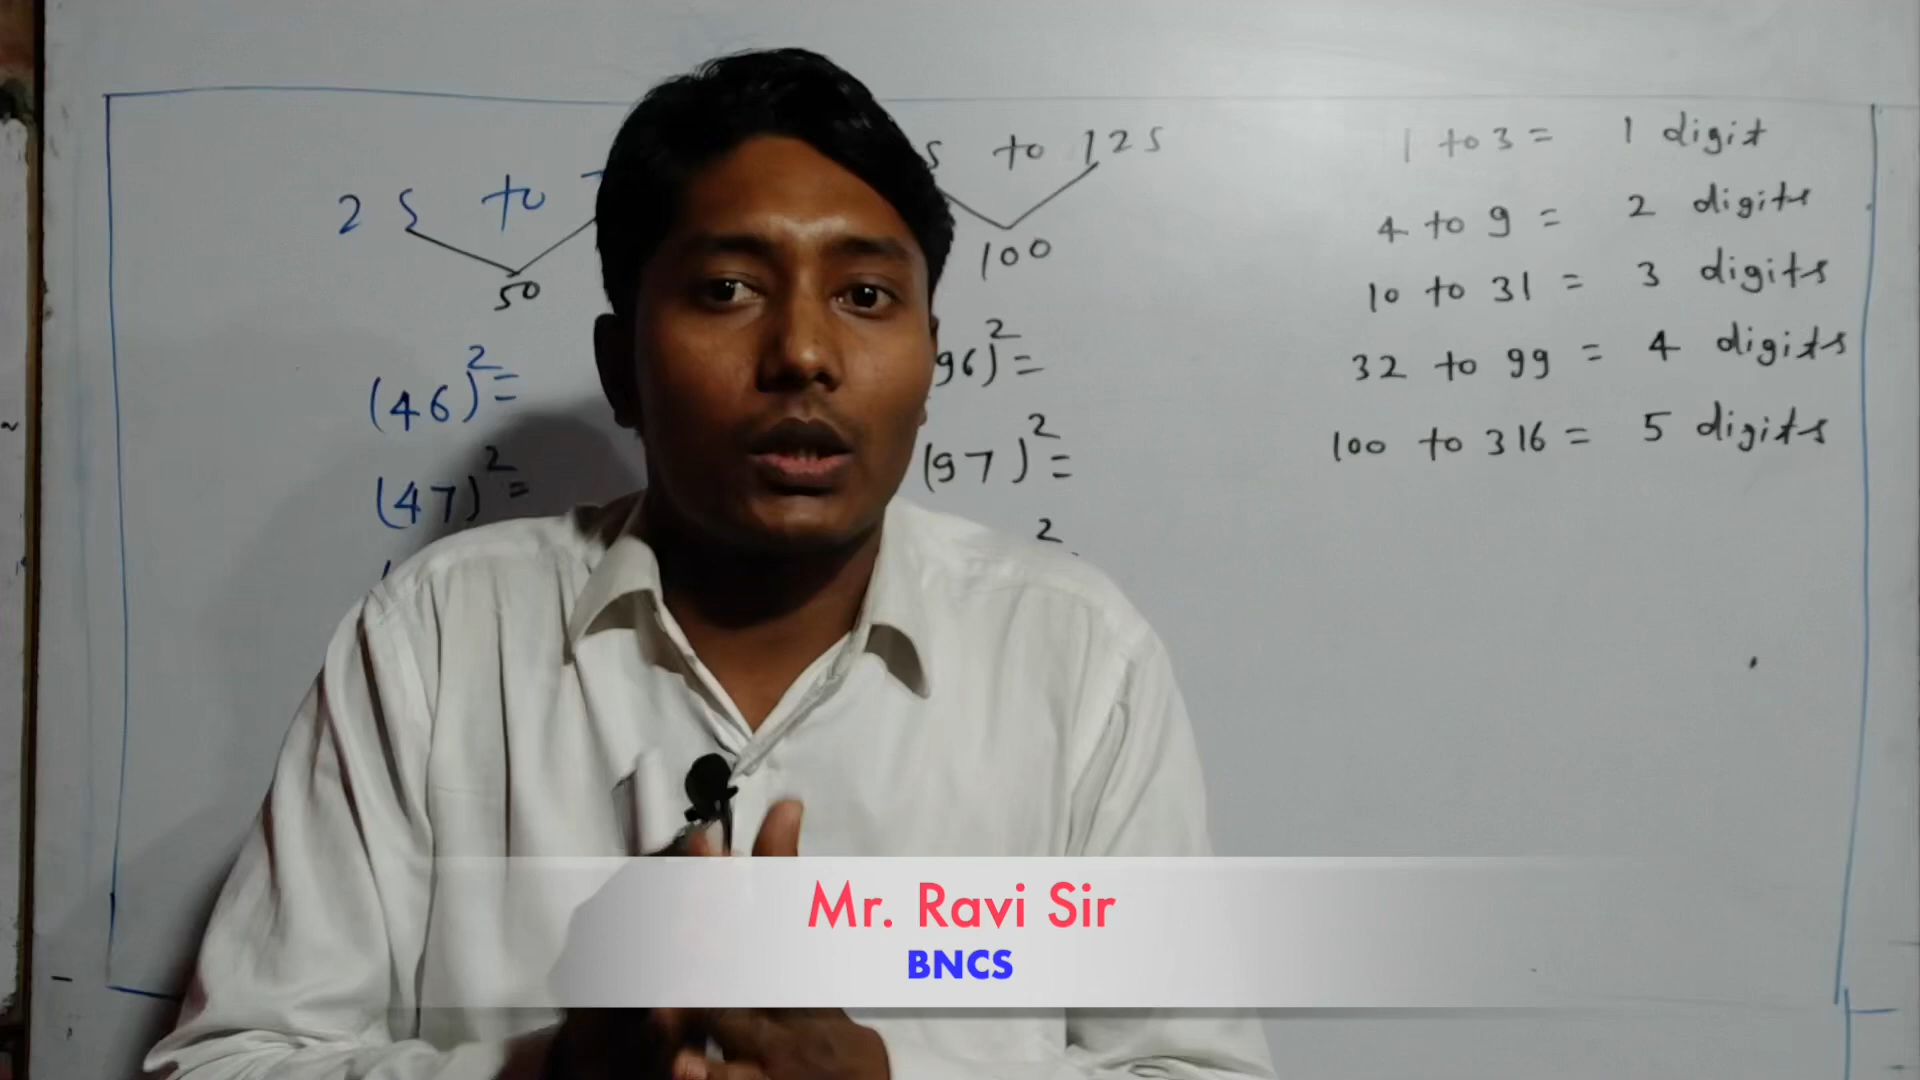 25 to
50
(46)²=
(47)²=
to 125
100
96)²=
(97)²=
2
1 to 3 = 1 digit
4 to 9 = 2 digits
10 to 31 = 3 digits
32 to 99 = 4 digits
100 to 316 = 5 digits
Mr. Ravi Sir
BNCS